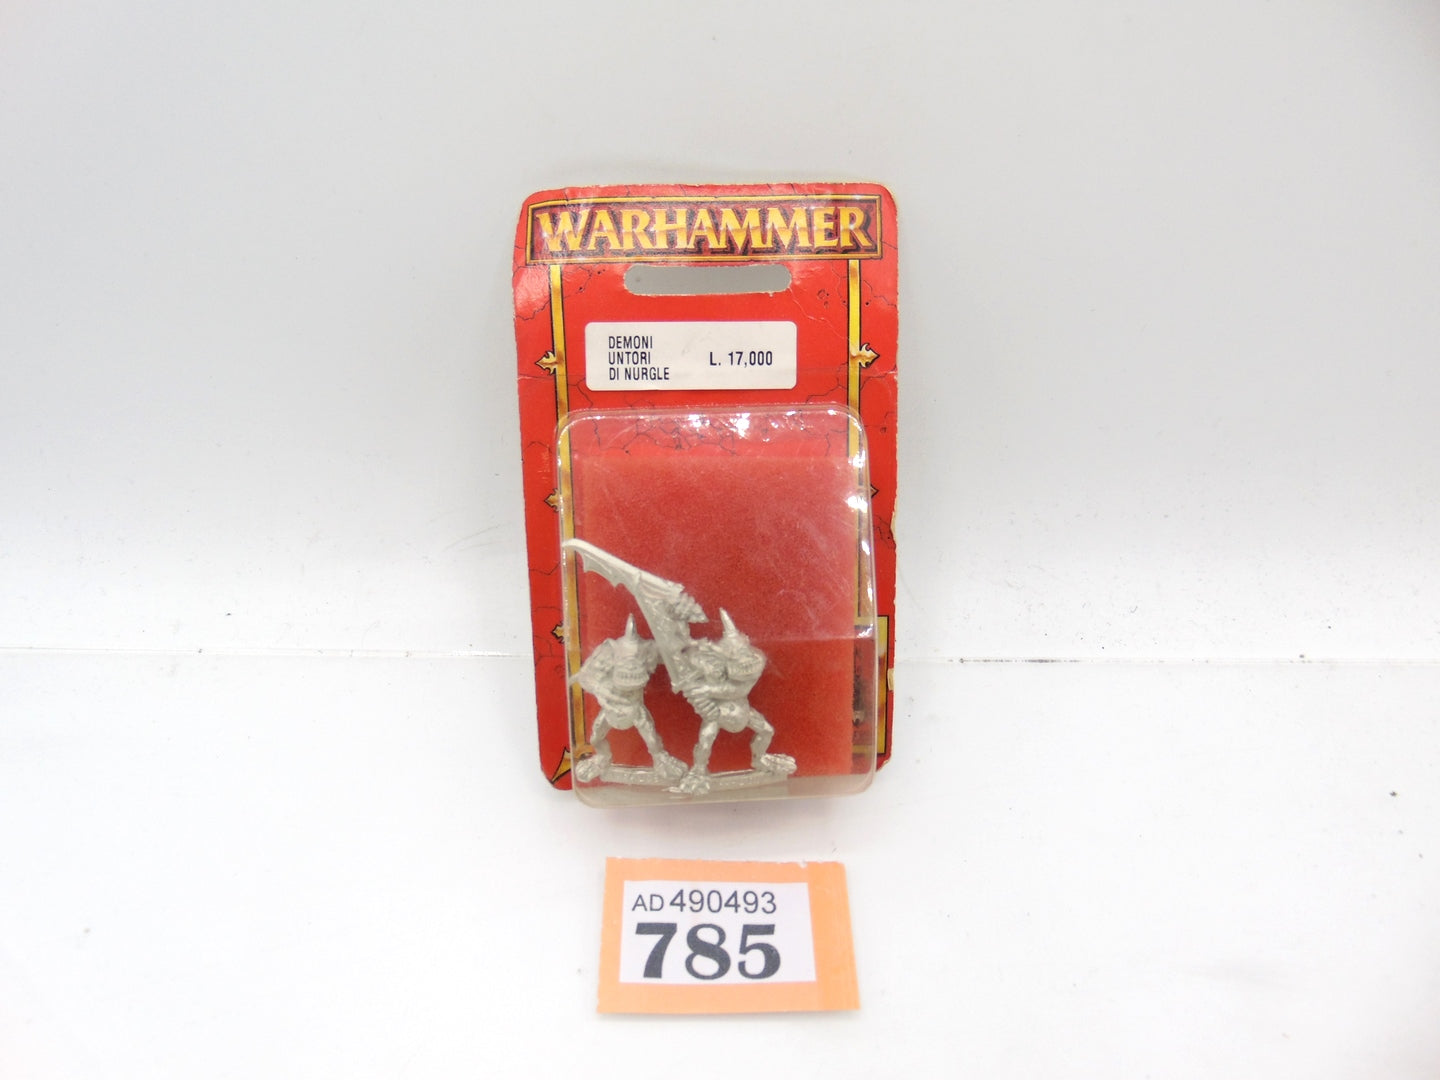 WARHAMMER
DEMONI
UNTORI
DI NURGLE
L. 17,000
AD 490493
785